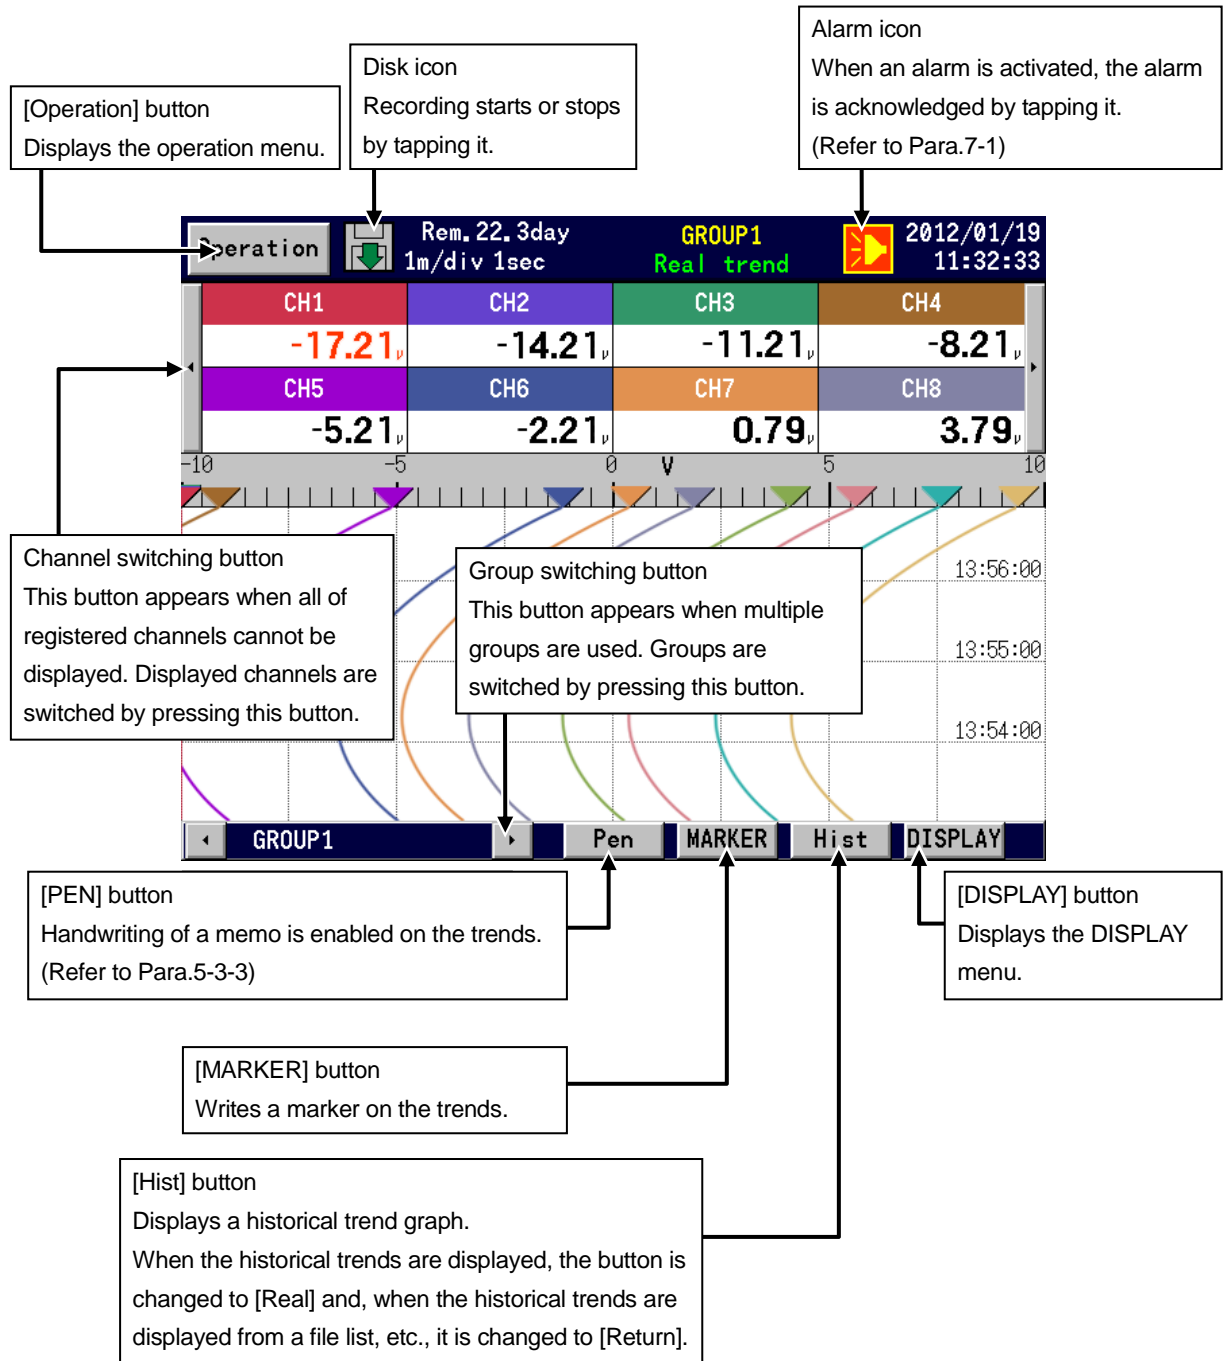 Alarm icon
When an alarm is activated, the alarm
is acknowledged by tapping it.
(Refer to Para.7-1)
Disk icon
Recording starts or stops
by tapping it.
[Operation] button
Displays the operation menu.
Operation
Rem.22.3day
1m/div 1sec
GROUP1
Real trend
2012/01/19
11:32:33
CH1 CH2 CH3 CH4
-17.21 -14.21 -11.21 -8.21
CH5 CH6 CH7 CH8
-5.21 -2.21 0.79 3.79
-10 -5 0 V 5 10
13:56:00
13:55:00
13:54:00
Channel switching button
This button appears when all of
registered channels cannot be
displayed. Displayed channels are
switched by pressing this button.
Group switching button
This button appears when multiple
groups are used. Groups are
switched by pressing this button.
GROUP1 Pen MARKER Hist DISPLAY
[PEN] button
Handwriting of a memo is enabled on the trends.
(Refer to Para.5-3-3)
[DISPLAY] button
Displays the DISPLAY
menu.
[MARKER] button
Writes a marker on the trends.
[Hist] button
Displays a historical trend graph.
When the historical trends are displayed, the button is
changed to [Real] and, when the historical trends are
displayed from a file list, etc., it is changed to [Return].